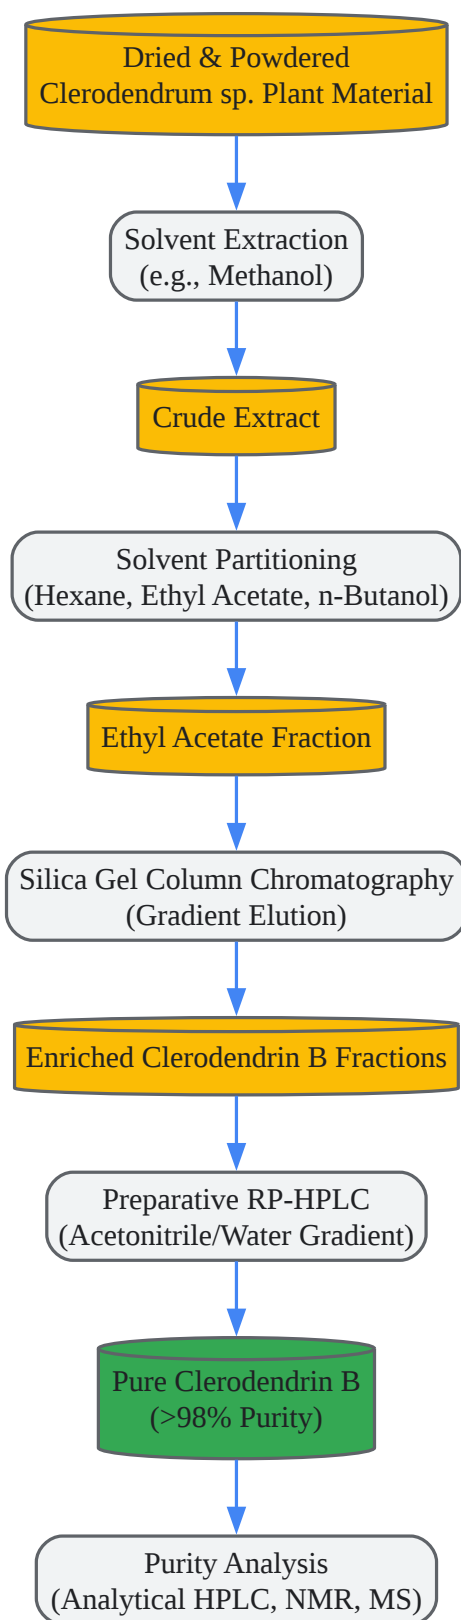 Dried & Powdered
Clerodendrum sp. Plant Material
Solvent Extraction
(e.g., Methanol)
Crude Extract
Solvent Partitioning
(Hexane, Ethyl Acetate, n-Butanol)
Ethyl Acetate Fraction
Silica Gel Column Chromatography
(Gradient Elution)
Enriched Clerodendrin B Fractions
Preparative RP-HPLC
(Acetonitrile/Water Gradient)
Pure Clerodendrin B
(>98% Purity)
Purity Analysis
(Analytical HPLC, NMR, MS)